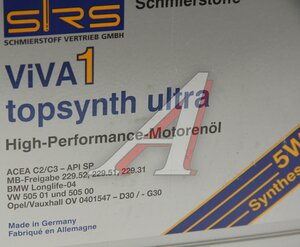 SRS
Schmierstoffe
SCHMIERSTOFF VERTRIEB GMBH
ViVA1
topsynth ultra
High-Performance-Motorenöl
ACEA C2/C3 – API SP
MB-Freigabe 229.52, 229.51, 229.31
BMW Longlife-04
VW 505 01 und 505 00
Opel/Vauxhall OV 0401547 – D30 / - G30
5W
Synthes
Made in Germany
Fabriqué en Allemagne